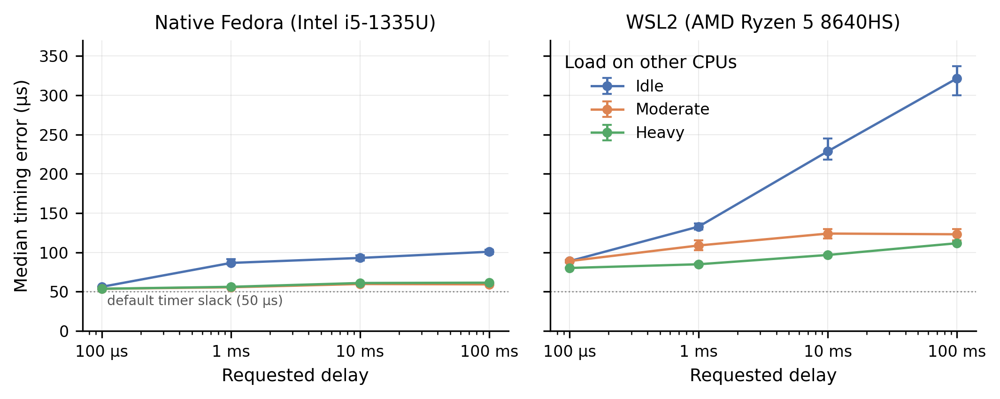 Native Fedora (Intel i5-1335U)
Median timing error (µs)
350
300
250
200
150
100
50
0
default timer slack (50 µs)
100 µs
1 ms
10 ms
100 ms
Requested delay
WSL2 (AMD Ryzen 5 8640HS)
Load on other CPUs
Idle
Moderate
Heavy
100 µs
1 ms
10 ms
100 ms
Requested delay